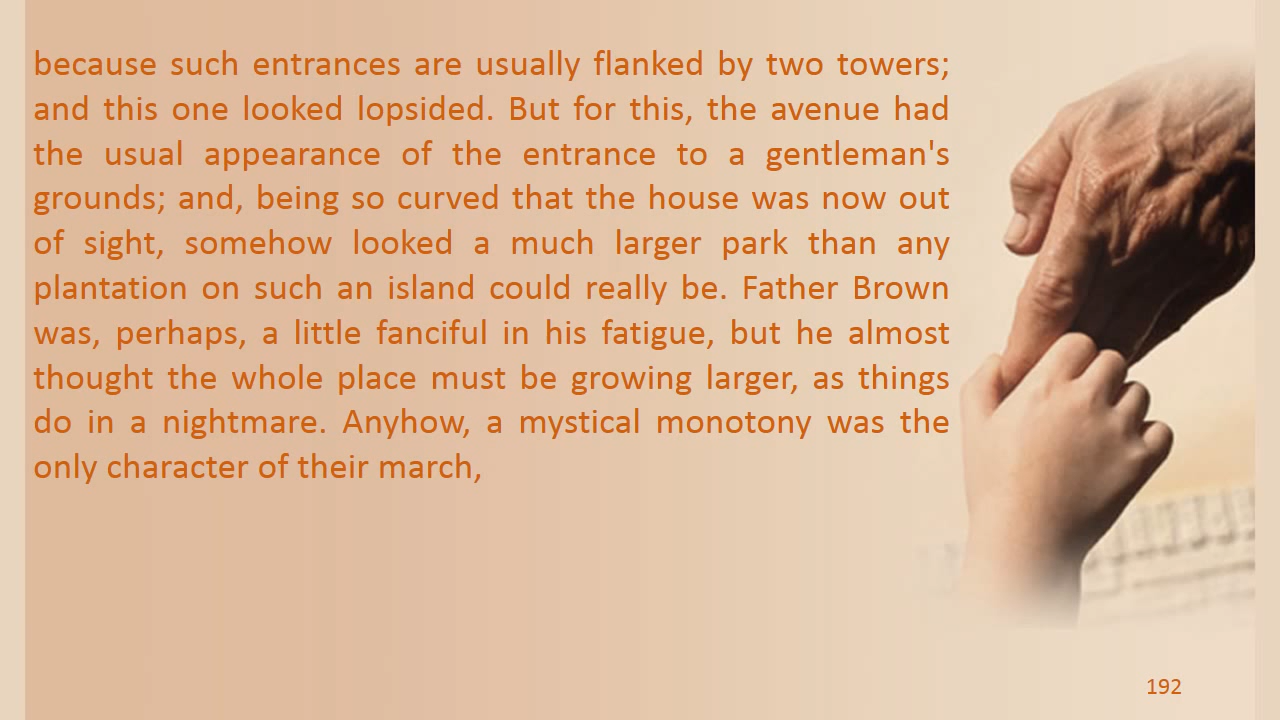 because such entrances are usually flanked by two towers;
and this one looked lopsided. But for this, the avenue had
the usual appearance of the entrance to a gentleman's
grounds; and, being so curved that the house was now out
of sight, somehow looked a much larger park than any
plantation on such an island could really be. Father Brown
was, perhaps, a little fanciful in his fatigue, but he almost
thought the whole place must be growing larger, as things
do in a nightmare. Anyhow, a mystical monotony was the
only character of their march,
192